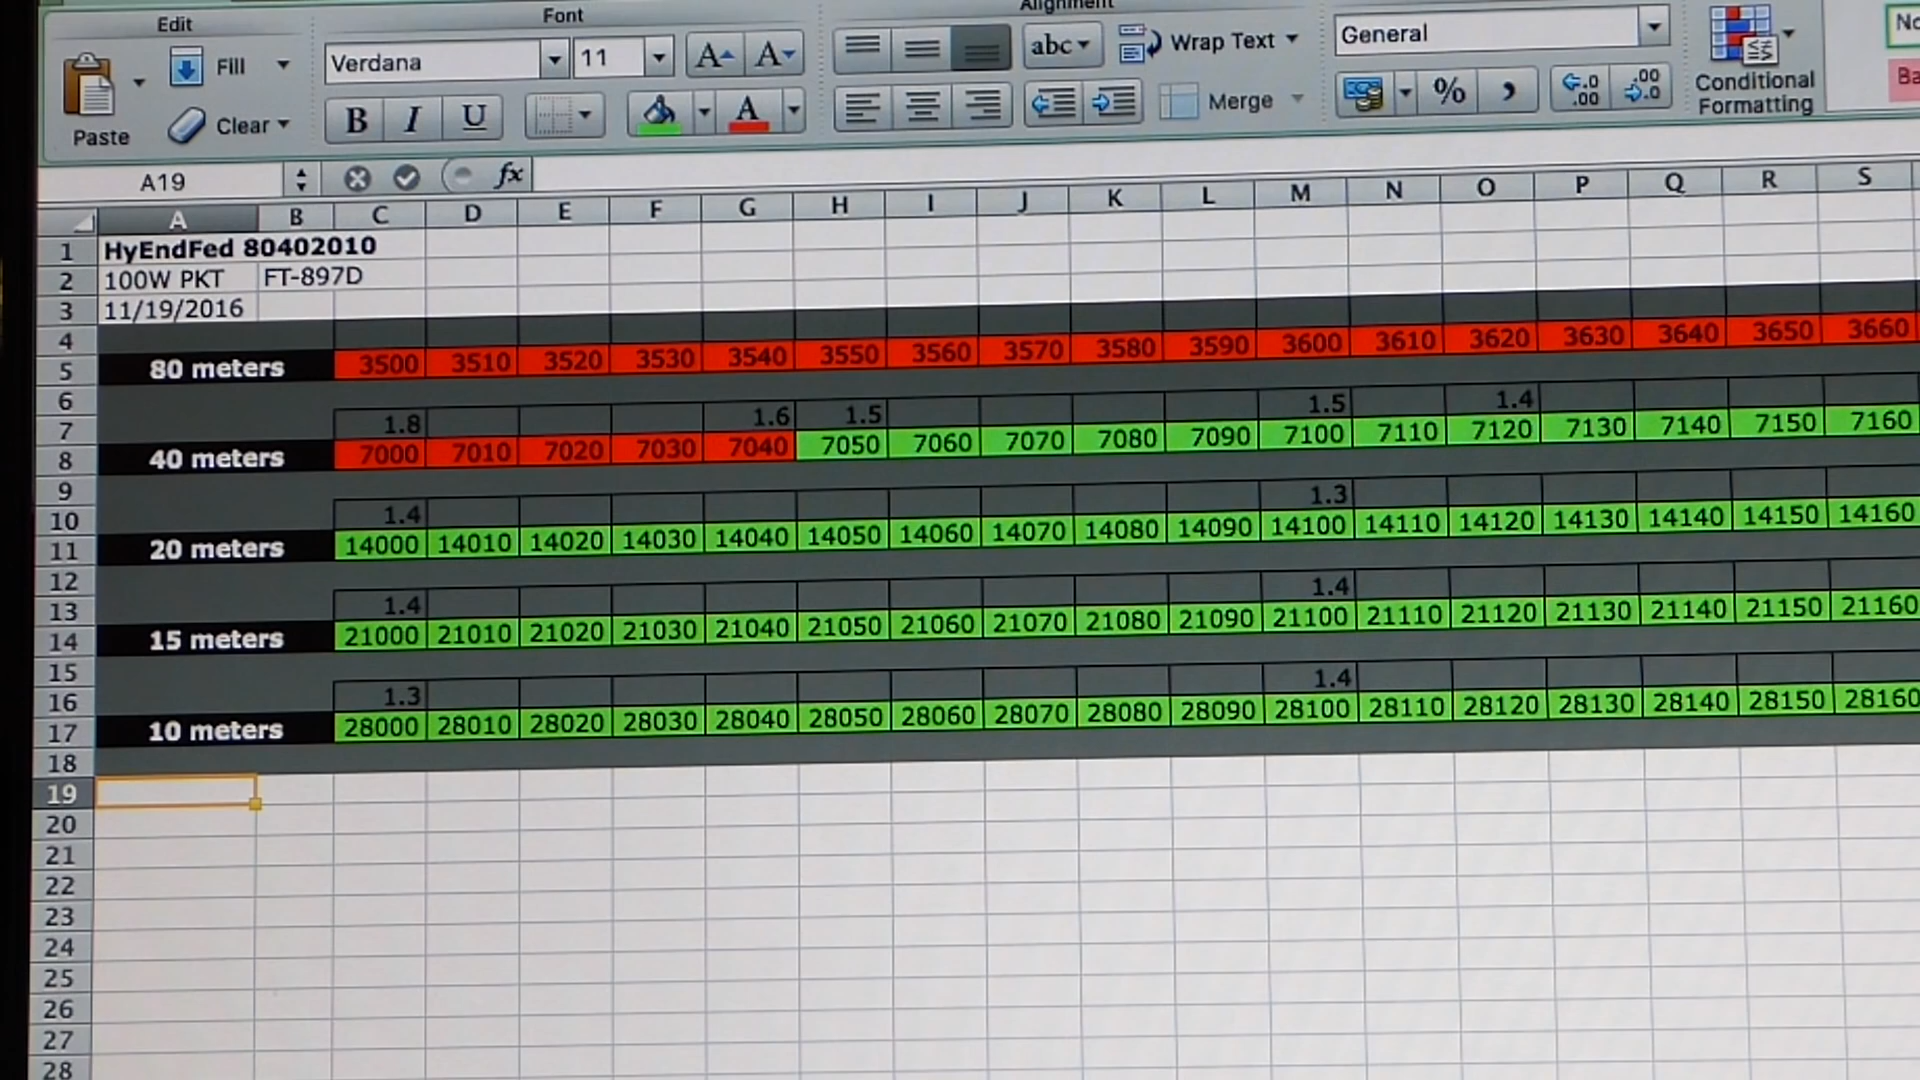 Edit Font Alignment
Fill Verdana 11 A A abc Wrap Text General
Paste Clear B I U A Merge % , .0 .00 .00 .0 Conditional Formatting
A19 fx
A B C D E F G H I J K L M N O P Q R S
1 HyEndFed 80402010
2 100W PKT FT-897D
3 11/19/2016
4
5 80 meters 3500 3510 3520 3530 3540 3550 3560 3570 3580 3590 3600 3610 3620 3630 3640 3650 3660
6
7 1.8 1.6 1.5 1.5 1.4
8 40 meters 7000 7010 7020 7030 7040 7050 7060 7070 7080 7090 7100 7110 7120 7130 7140 7150 7160
9
10 1.4 1.3
11 20 meters 14000 14010 14020 14030 14040 14050 14060 14070 14080 14090 14100 14110 14120 14130 14140 14150 14160
12
13 1.4 1.4
14 15 meters 21000 21010 21020 21030 21040 21050 21060 21070 21080 21090 21100 21110 21120 21130 21140 21150 21160
15
16 1.3 1.4
17 10 meters 28000 28010 28020 28030 28040 28050 28060 28070 28080 28090 28100 28110 28120 28130 28140 28150 28160
18
19
20
21
22
23
24
25
26
27
28